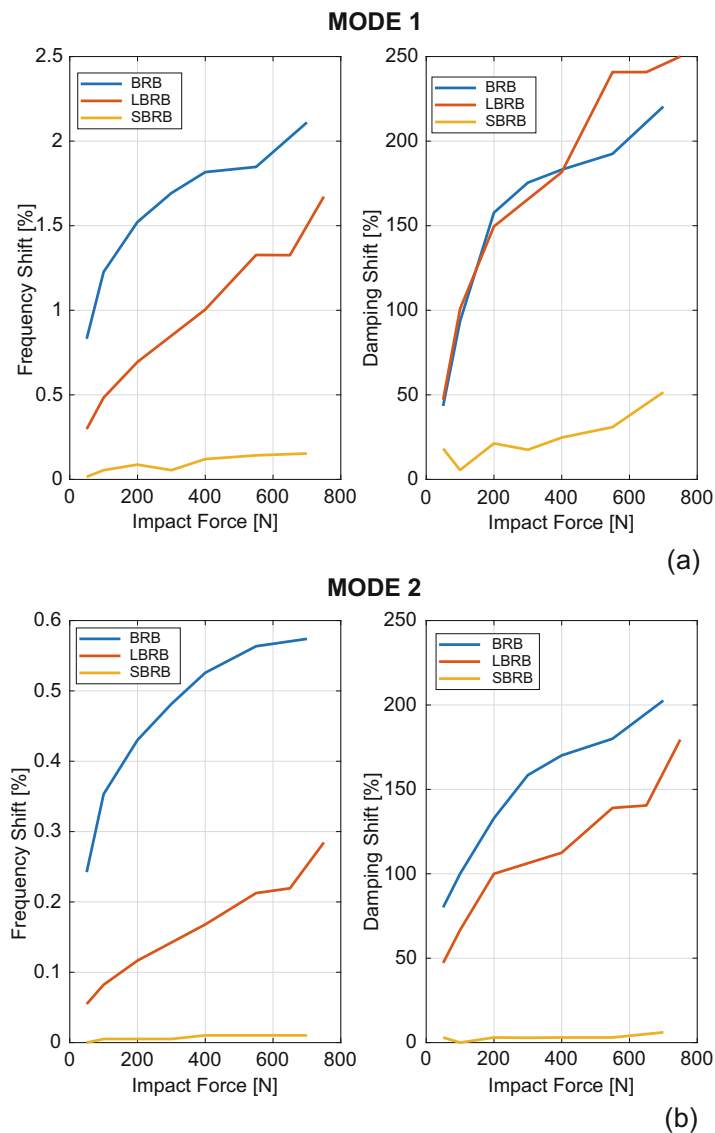 MODE 1
2.5
2
1.5
1
0.5
0
0 200 400 600 800
Frequency Shift [%]
Impact Force [N]
BRB
LBRB
SBRB
250
200
150
100
50
0
0 200 400 600 800
Damping Shift [%]
Impact Force [N]
BRB
LBRB
SBRB
(a)
MODE 2
0.6
0.5
0.4
0.3
0.2
0.1
0
0 200 400 600 800
Frequency Shift [%]
Impact Force [N]
BRB
LBRB
SBRB
250
200
150
100
50
0
0 200 400 600 800
Damping Shift [%]
Impact Force [N]
BRB
LBRB
SBRB
(b)